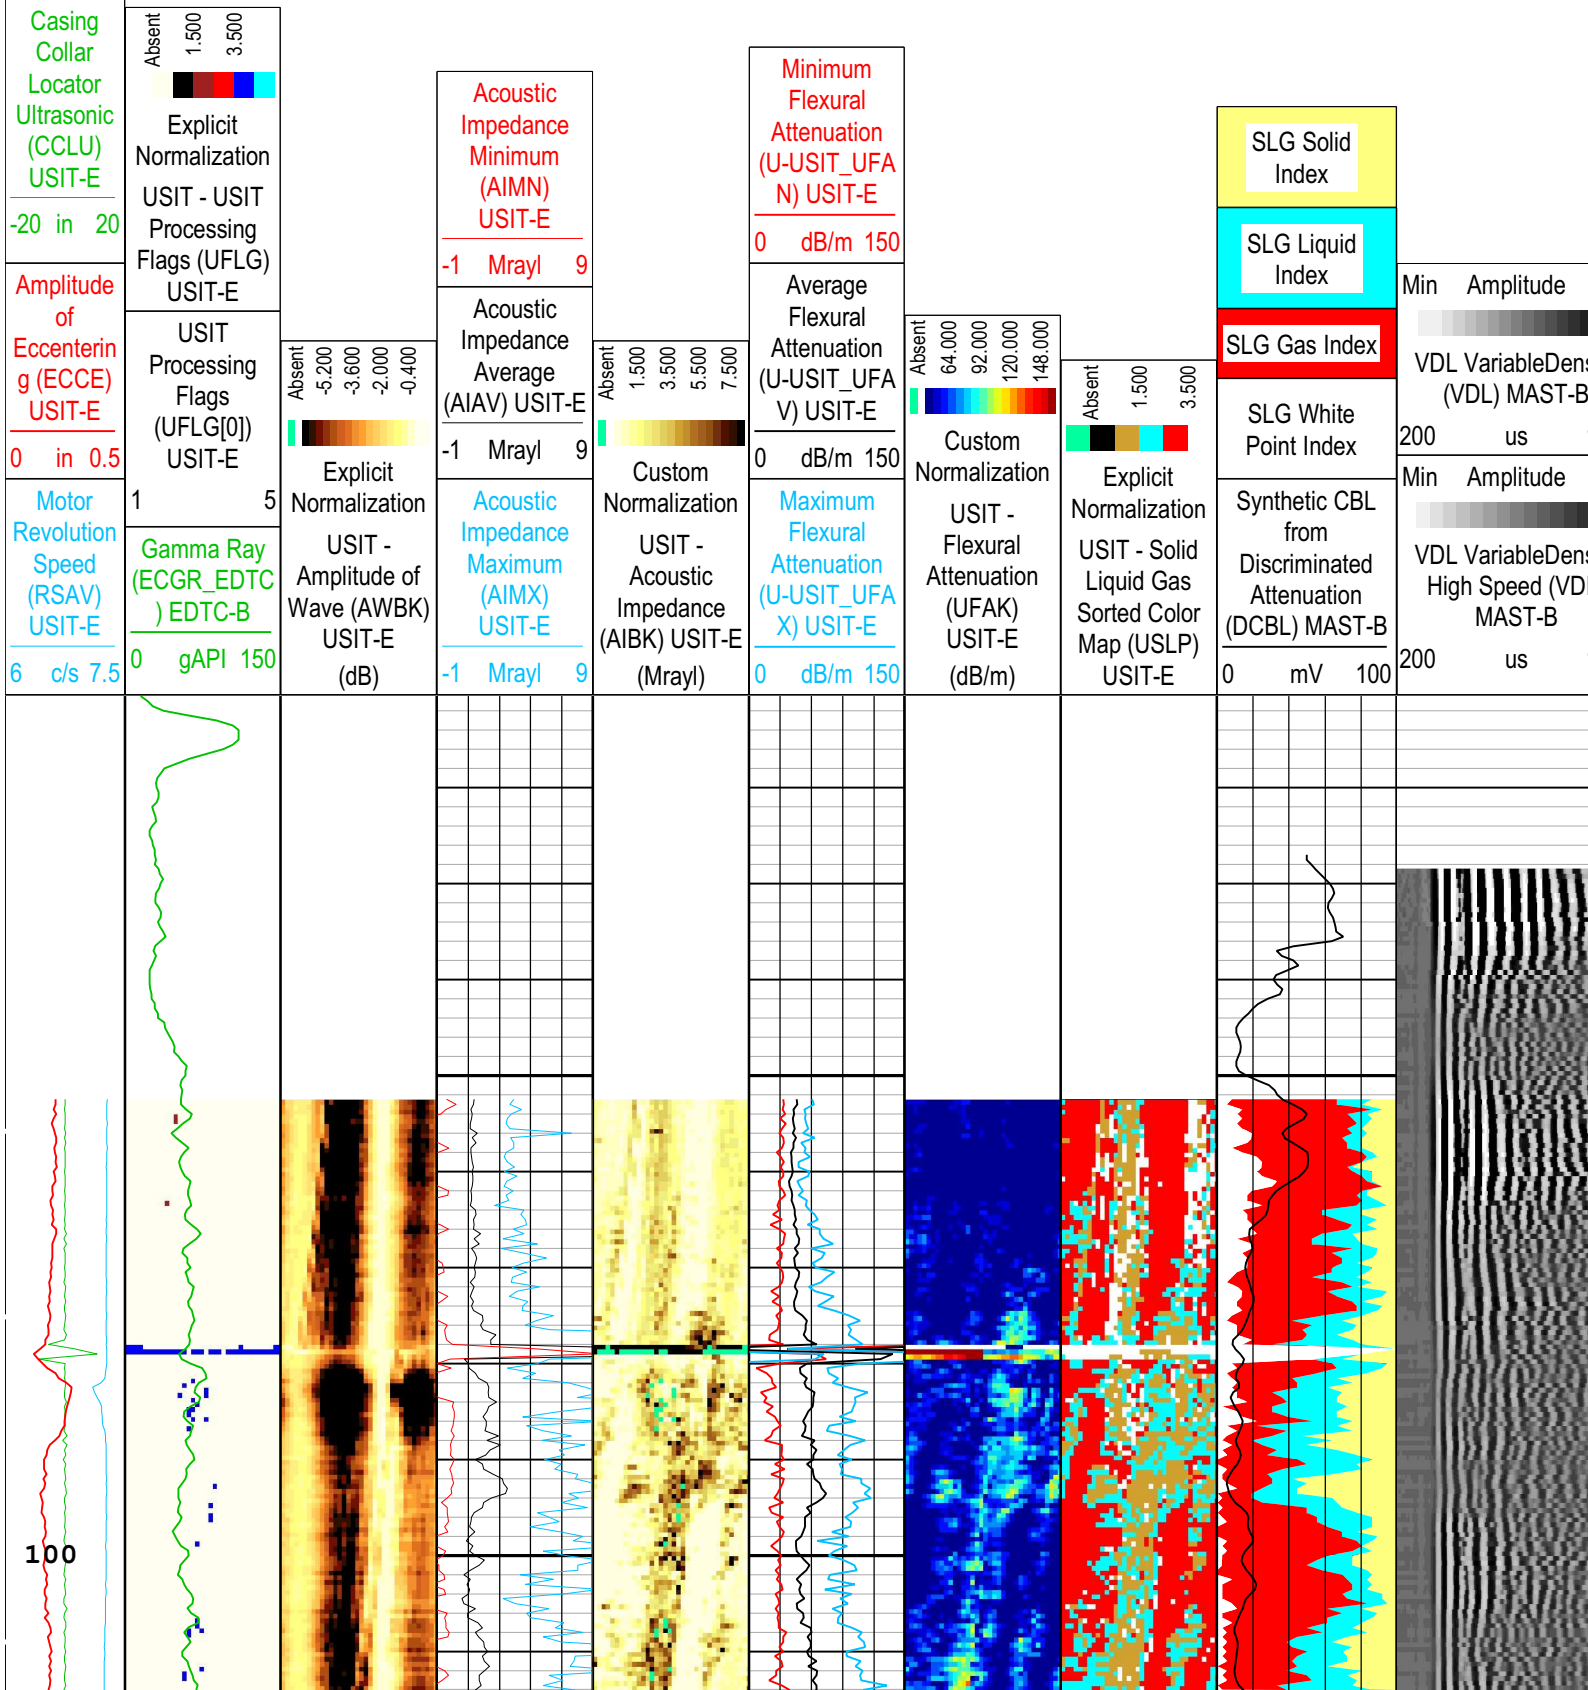 Casing
Collar
Locator
Ultrasonic
(CCLU)
USIT-E
-20 in 20
Amplitude
of
Eccenterin
g (ECCE)
USIT-E
0 in 0.5
Motor
Revolution
Speed
(RSAV)
USIT-E
6 c/s 7.5
Absent
1.500
3.500
Explicit
Normalization
USIT - USIT
Processing
Flags (UFLG)
USIT-E
USIT
Processing
Flags
(UFLG[0])
USIT-E
1 5
Gamma Ray
(ECGR_EDTC
) EDTC-B
0 gAPI 150
Absent
-5.200
-3.600
-2.000
-0.400
Explicit
Normalization
USIT -
Amplitude of
Wave (AWBK)
USIT-E
(dB)
Acoustic
Impedance
Minimum
(AIMN)
USIT-E
-1 Mrayl 9
Acoustic
Impedance
Average
(AIAV) USIT-E
-1 Mrayl 9
Acoustic
Impedance
Maximum
(AIMX)
USIT-E
-1 Mrayl 9
Absent
1.500
3.500
5.500
7.500
Custom
Normalization
USIT -
Acoustic
Impedance
(AIBK) USIT-E
(Mrayl)
Minimum
Flexural
Attenuation
(U-USIT_UFA
N) USIT-E
0 dB/m 150
Average
Flexural
Attenuation
(U-USIT_UFA
V) USIT-E
0 dB/m 150
Maximum
Flexural
Attenuation
(U-USIT_UFA
X) USIT-E
0 dB/m 150
Absent
64.000
92.000
120.000
148.000
Custom
Normalization
USIT -
Flexural
Attenuation
(UFAK)
USIT-E
(dB/m)
Absent
1.500
3.500
Explicit
Normalization
USIT - Solid
Liquid Gas
Sorted Color
Map (USLP)
USIT-E
SLG Solid
Index
SLG Liquid
Index
SLG Gas Index
SLG White
Point Index
Synthetic CBL
from
Discriminated
Attenuation
(DCBL) MAST-B
0 mV 100
Min Amplitude
VDL VariableDens
(VDL) MAST-B
200 us
Min Amplitude
VDL VariableDens
High Speed (VD
MAST-B
200 us
100